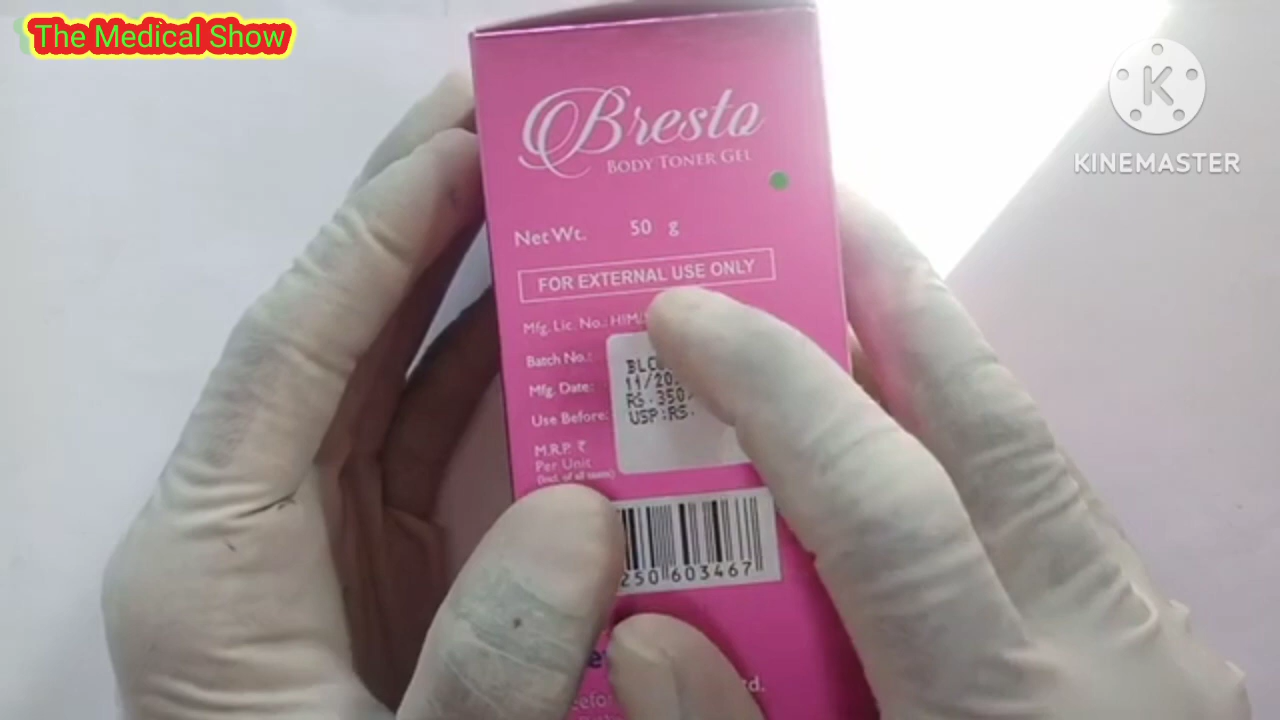 The Medical Show
K
KINEMASTER
Bresto
BODY TONER GEL
Net Wt. 50 g
FOR EXTERNAL USE ONLY
Mfg. Lic. No.: HIM/
Batch No.:
Mfg. Date:
Use Before:
M.R.P. ₹
Per Unit
(Incl. of all taxes)
BLC
11/20
RS.350
USP:RS.
250 603467